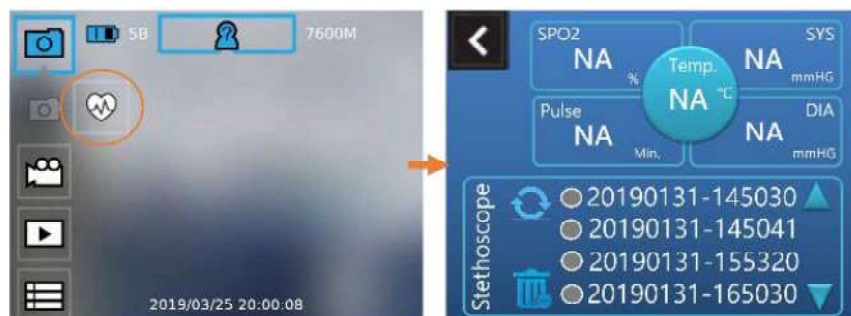 5B
7600M
2019/03/25 20:00:08
SPO2
NA
%
SYS
NA
mmHG
Temp.
NA °C
Pulse
NA
Min.
DIA
NA
mmHG
Stethoscope
20190131-145030
20190131-145041
20190131-155320
20190131-165030